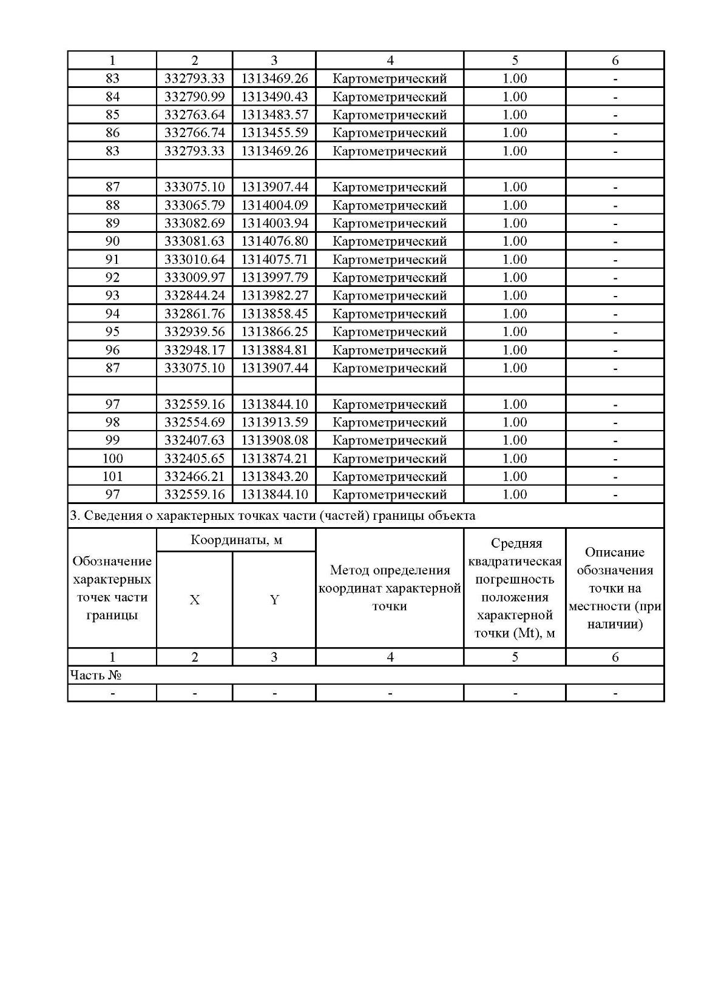 1 2 3 4 5 6
83 332793.33 1313469.26 Картометрический 1.00 -
84 332790.99 1313490.43 Картометрический 1.00 -
85 332763.64 1313483.57 Картометрический 1.00 -
86 332766.74 1313455.59 Картометрический 1.00 -
83 332793.33 1313469.26 Картометрический 1.00 -
87 333075.10 1313907.44 Картометрический 1.00 -
88 333065.79 1314004.09 Картометрический 1.00 -
89 333082.69 1314003.94 Картометрический 1.00 -
90 333081.63 1314076.80 Картометрический 1.00 -
91 333010.64 1314075.71 Картометрический 1.00 -
92 333009.97 1313997.79 Картометрический 1.00 -
93 332844.24 1313982.27 Картометрический 1.00 -
94 332861.76 1313858.45 Картометрический 1.00 -
95 332939.56 1313866.25 Картометрический 1.00 -
96 332948.17 1313884.81 Картометрический 1.00 -
87 333075.10 1313907.44 Картометрический 1.00 -
97 332559.16 1313844.10 Картометрический 1.00 -
98 332554.69 1313913.59 Картометрический 1.00 -
99 332407.63 1313908.08 Картометрический 1.00 -
100 332405.65 1313874.21 Картометрический 1.00 -
101 332466.21 1313843.20 Картометрический 1.00 -
97 332559.16 1313844.10 Картометрический 1.00 -
3. Сведения о характерных точках части (частей) границы объекта
Обозначение
характерных
точек части
границы
Координаты, м
X
Y
Метод определения
координат характерной
точки
Средняя
квадратическая
погрешность
положения
характерной
точки (Mt), м
Описание
обозначения
точки на
местности (при
наличии)
1 2 3 4 5 6
Часть №
- - - - - -